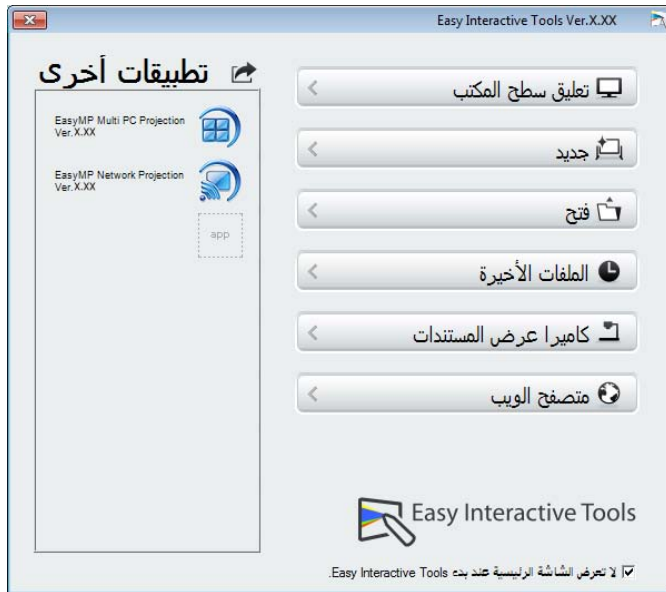 Easy Interactive Tools Ver.X.XX
تعليق سطح المكتب
جديد
فتح
الملفات الأخيرة
كاميرا عرض المستندات
متصفح الويب
تطبيقات أخرى
EasyMP Multi PC Projection
Ver.X.XX
EasyMP Network Projection
Ver.X.XX
app
Easy Interactive Tools
لا تعرض الشاشة الرئيسية عند بدء Easy Interactive Tools.